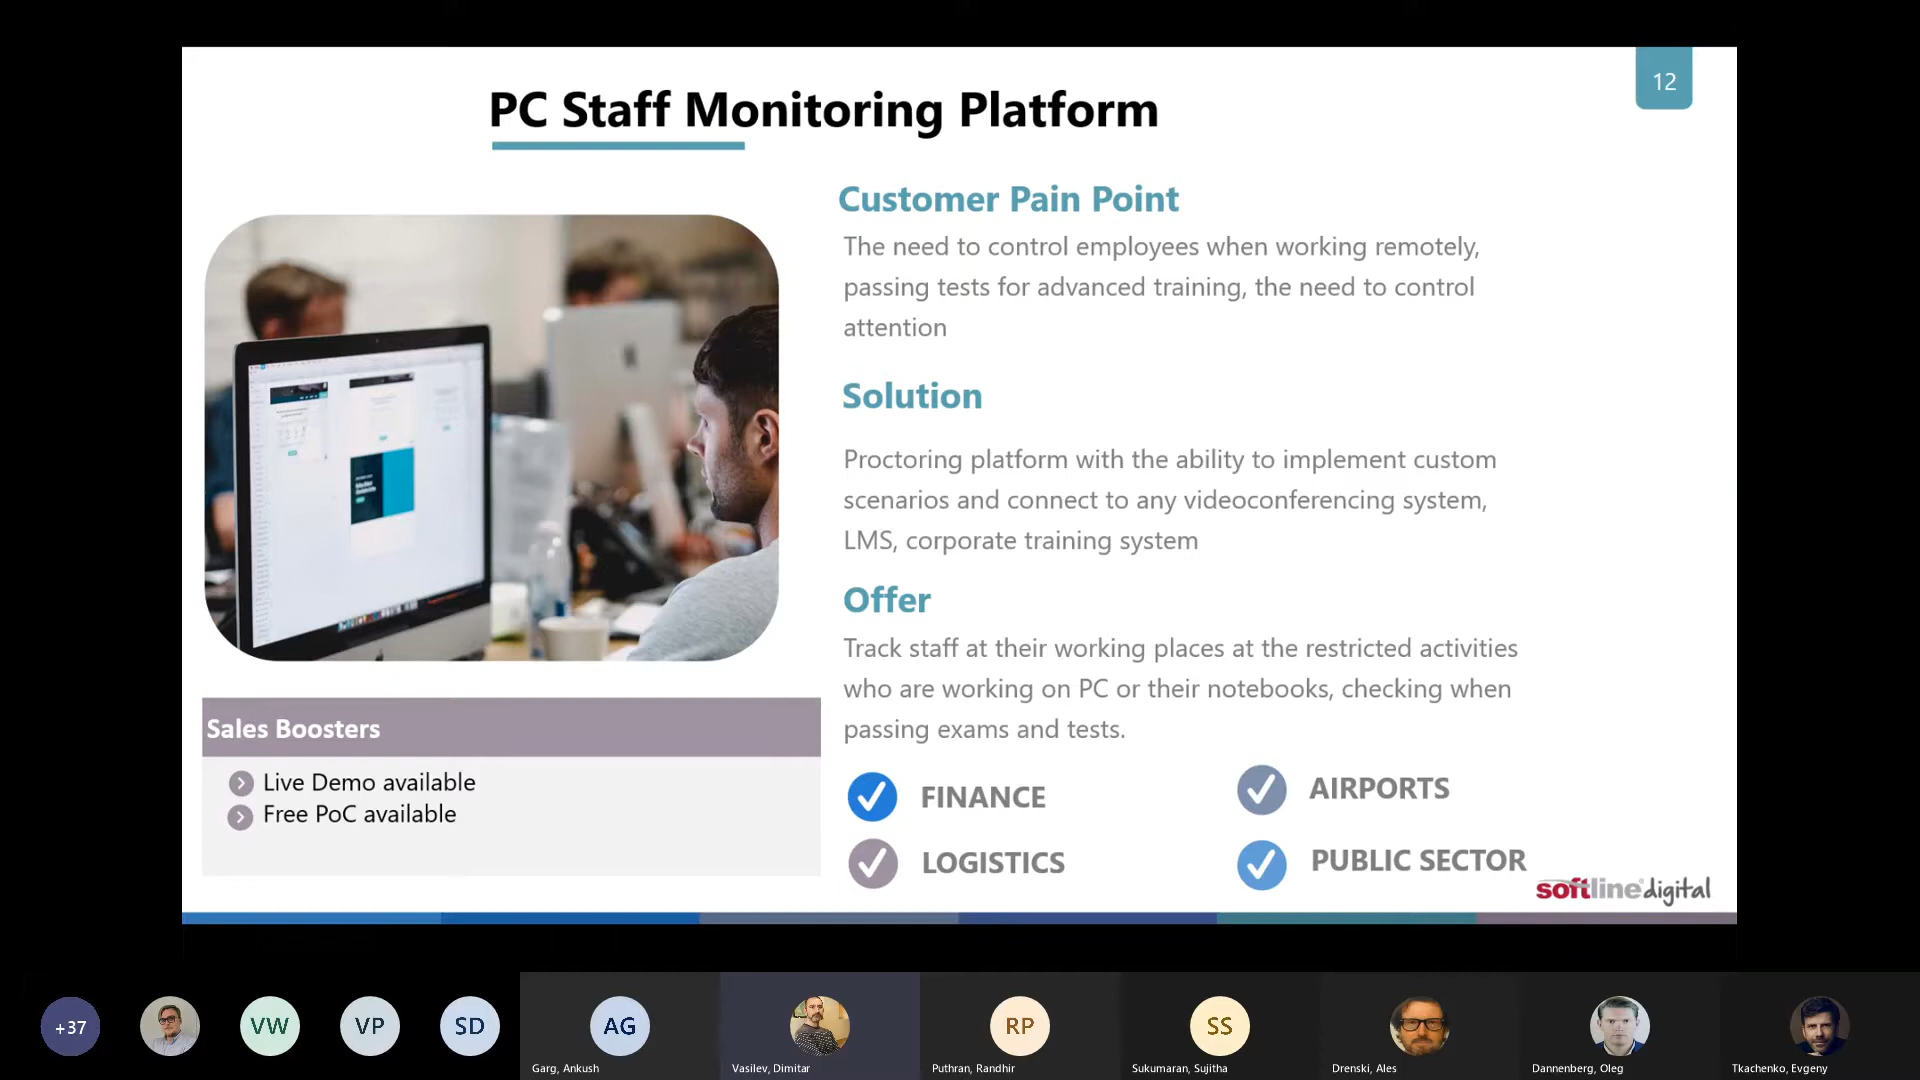 12
PC Staff Monitoring Platform
Customer Pain Point
The need to control employees when working remotely,
passing tests for advanced training, the need to control
attention
Solution
Proctoring platform with the ability to implement custom
scenarios and connect to any videoconferencing system,
LMS, corporate training system
Offer
Track staff at their working places at the restricted activities
who are working on PC or their notebooks, checking when
passing exams and tests.
Sales Boosters
Live Demo available
Free PoC available
FINANCE
AIRPORTS
LOGISTICS
PUBLIC SECTOR
softline digital
+37
VW
VP
SD
AG
RP
SS
Garg, Ankush
Vasilev, Dimitar
Puthran, Randhir
Sukumaran, Sujitha
Drenski, Ales
Dannenberg, Oleg
Tkachenko, Evgeny